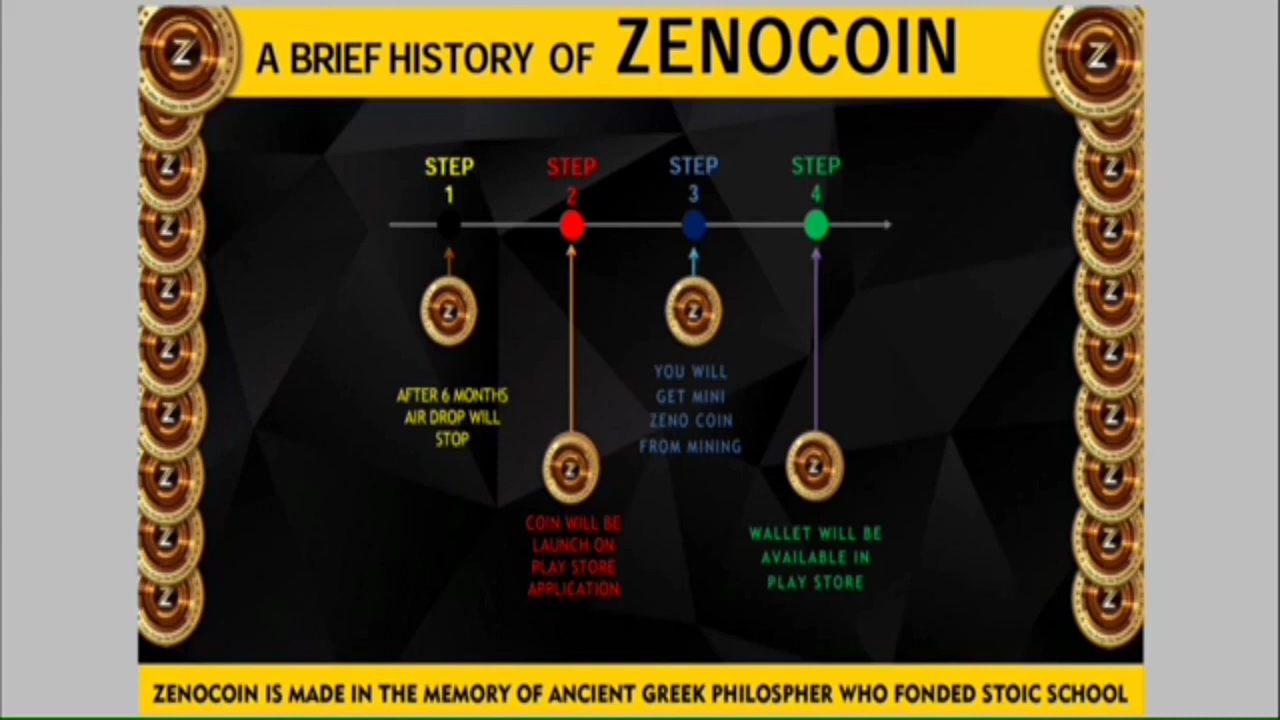 A BRIEF HISTORY OF ZENOCOIN
STEP
1
STEP
2
STEP
3
STEP
4
AFTER 6 MONTHS
AIR DROP WILL
STOP
COIN WILL BE
LAUNCH ON
PLAY STORE
APPLICATION
YOU WILL
GET MINI
ZENO COIN
FROM MINING
WALLET WILL BE
AVAILABLE IN
PLAY STORE
ZENOCOIN IS MADE IN THE MEMORY OF ANCIENT GREEK PHILOSPHER WHO FONDED STOIC SCHOOL